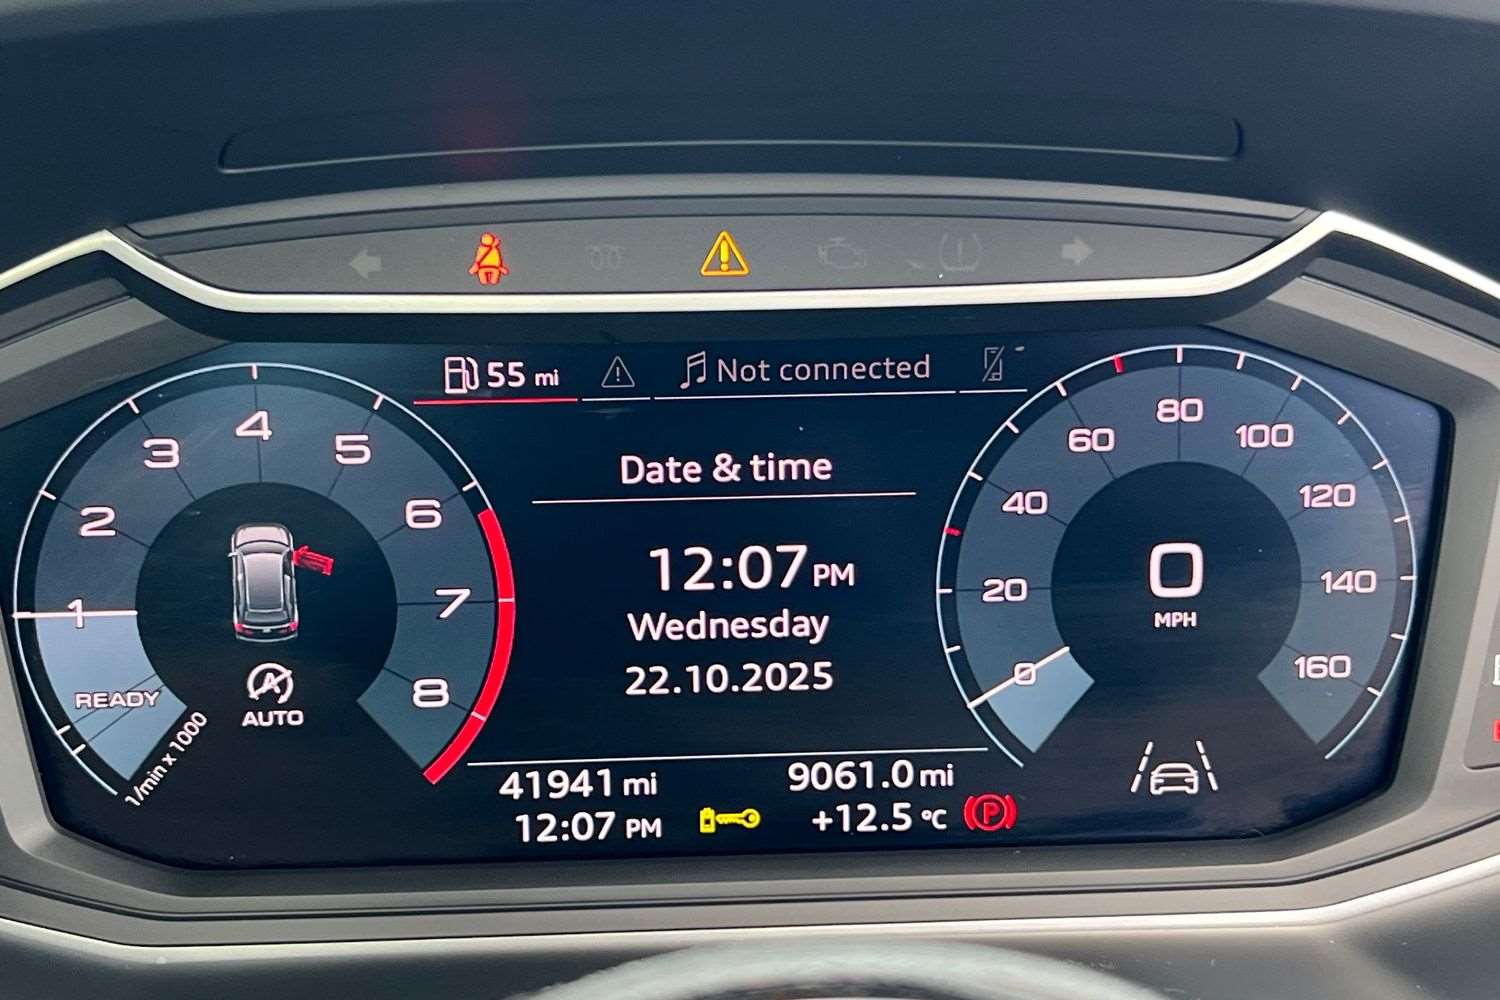 55 mi
Not connected
Date & time
12:07 PM
Wednesday
22.10.2025
1
2
3
4
5
6
7
8
READY
1/min x 1000
AUTO
0
20
40
60
80
100
120
140
160
0
MPH
41941 mi
9061.0 mi
12:07 PM
+12.5 °C
P